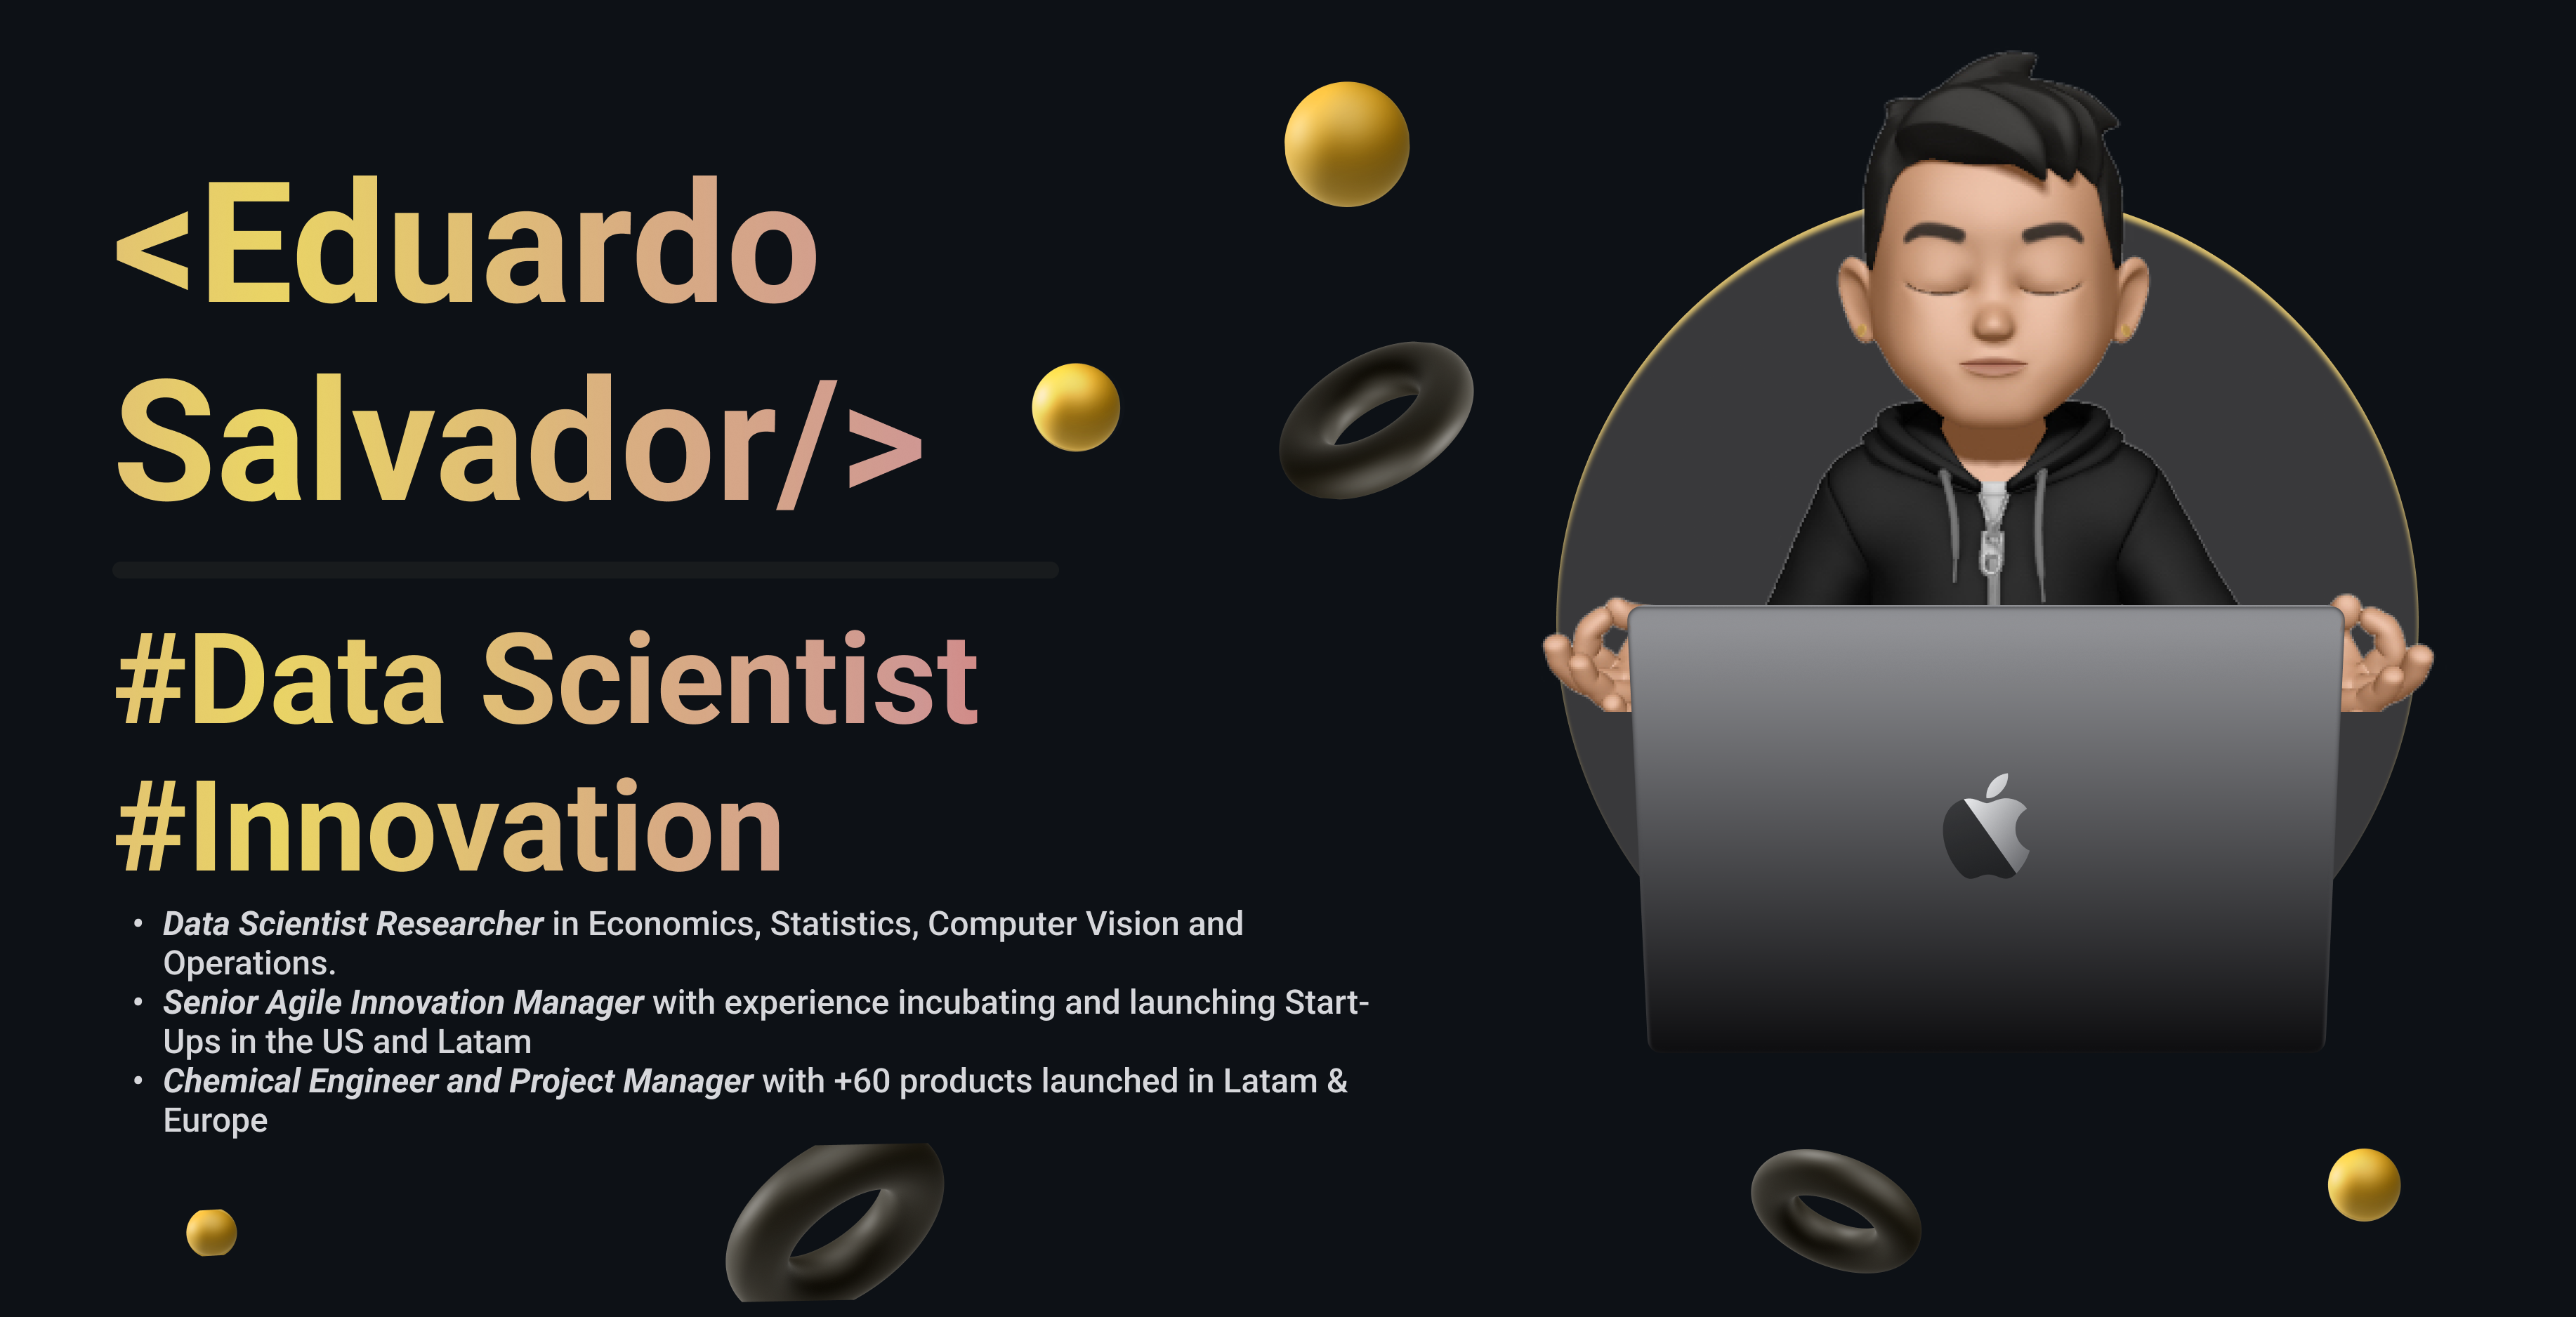 <Eduardo
Salvador/>
#Data Scientist
#Innovation
• Data Scientist Researcher in Economics, Statistics, Computer Vision and
Operations.
• Senior Agile Innovation Manager with experience incubating and launching Start-
Ups in the US and Latam
• Chemical Engineer and Project Manager with +60 products launched in Latam &
Europe